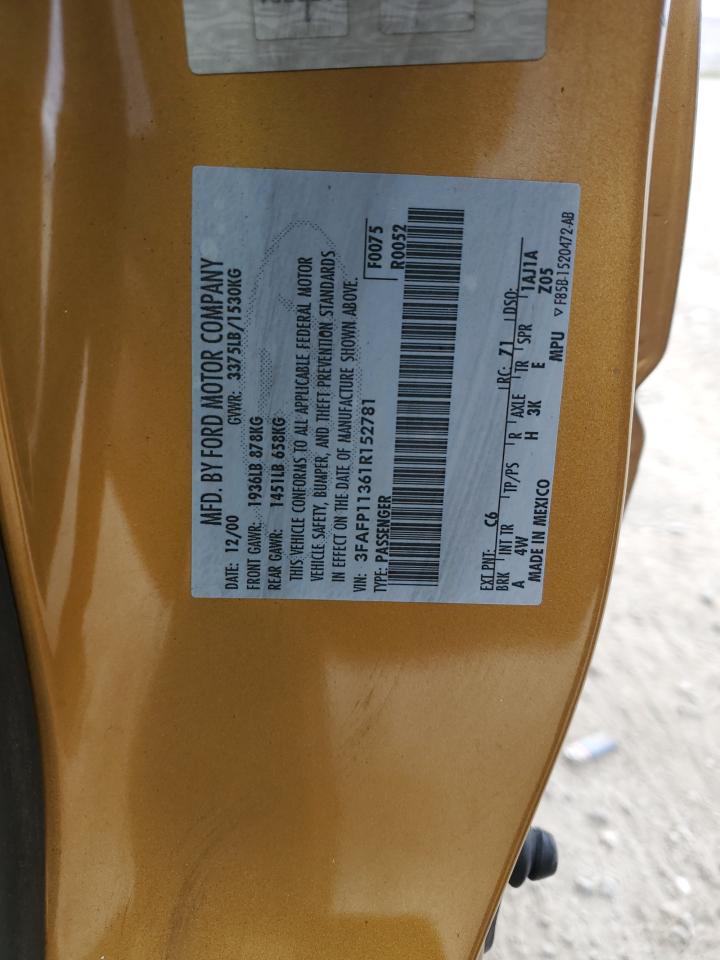 MFD. BY FORD MOTOR COMPANY
DATE: 12/00 GVWR: 3375LB/1530KG
FRONT GAWR: 1936LB 878KG
REAR GAWR: 1451LB 658KG
THIS VEHICLE CONFORMS TO ALL APPLICABLE FEDERAL MOTOR
VEHICLE SAFETY, BUMPER, AND THEFT PREVENTION STANDARDS
IN EFFECT ON THE DATE OF MANUFACTURE SHOWN ABOVE.
VIN: 3FAFP11361R152781 F0075
TYPE: PASSENGER R0052
EXT PNT: C6 RC: Z1 DSO:
BRK INT TR TP/PS R AXLE TR SPR 1AJ1A
A 4W H 3K E Z05
MADE IN MEXICO MPU ▽ F85B-1520472-AB